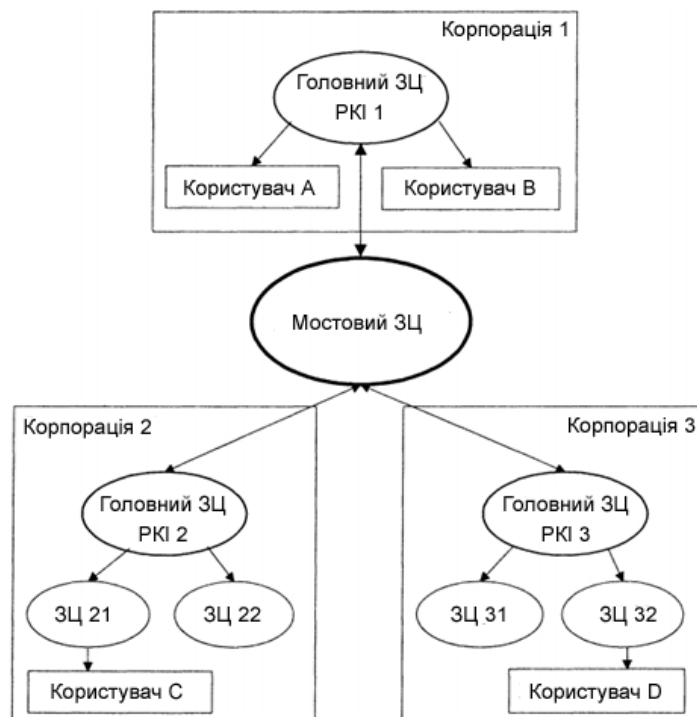 Корпорація 1
Головний ЗЦ
PKI 1
Користувач А
Користувач В
Мостовий ЗЦ
Корпорація 2
Корпорація 3
Головний ЗЦ
PKI 2
Головний ЗЦ
PKI 3
ЗЦ 21
ЗЦ 22
ЗЦ 31
ЗЦ 32
Користувач С
Користувач D